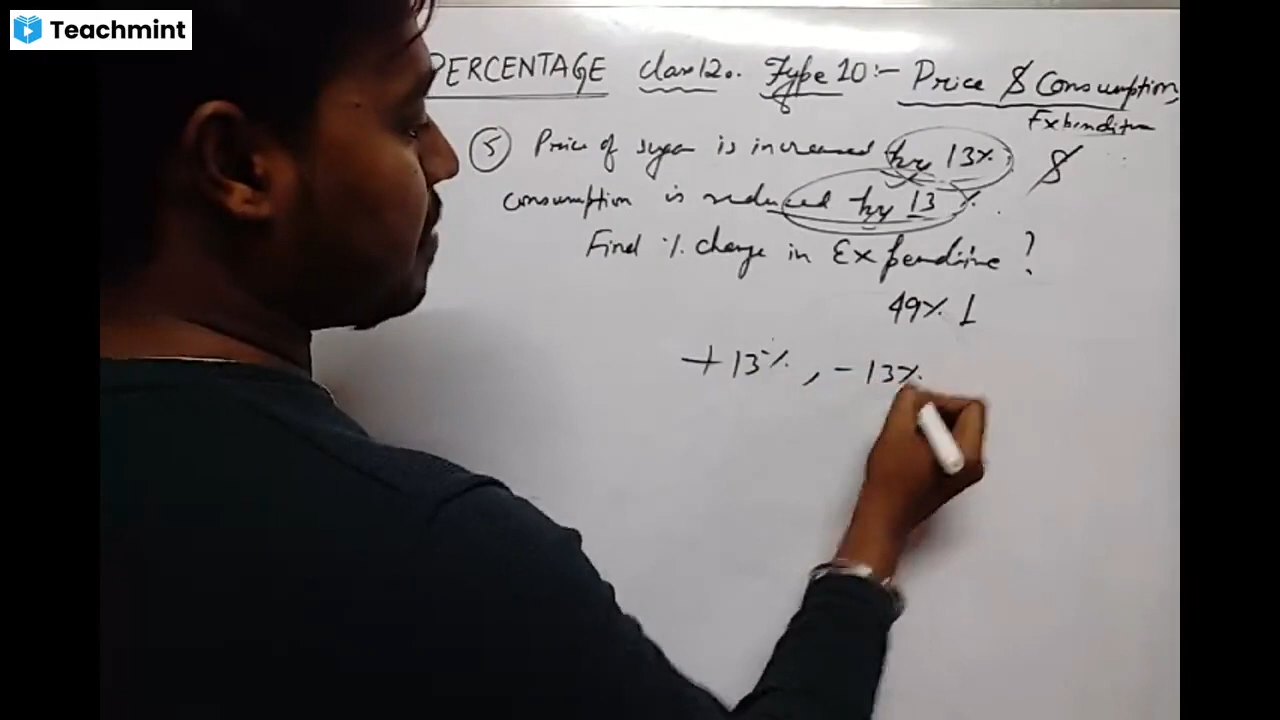 Teachmint
PERCENTAGE Class 12. Type 10:- Price & Consumption,
Expenditure
5 Price of sugar is increased by 13% &
consumption is reduced by 13%.
Find % change in Expenditure?
49% ↓
+13%, -13%